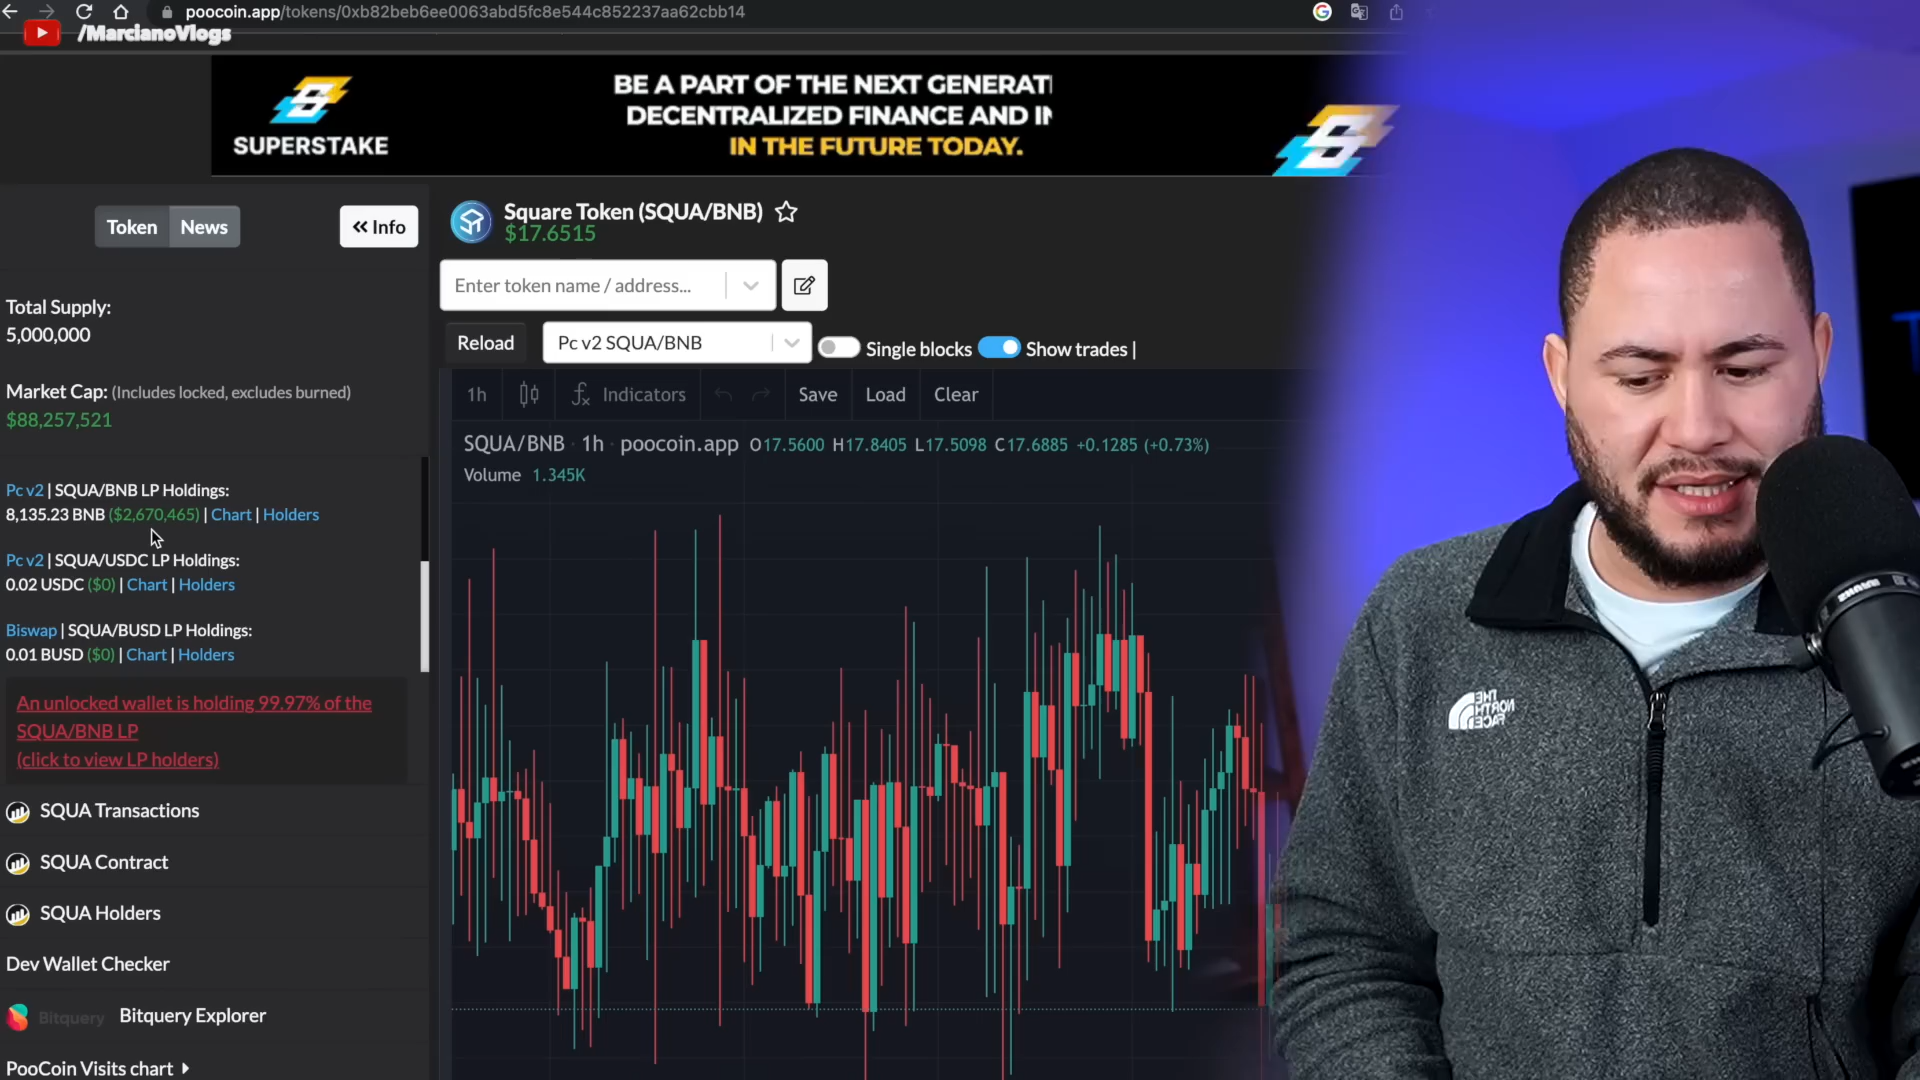 poocoin.app/tokens/0xb82beb6ee0063abd5fc8e544c852237aa62cbb14
/MarcianoVlogs
SUPERSTAKE
BE A PART OF THE NEXT GENERATI
DECENTRALIZED FINANCE AND IN
IN THE FUTURE TODAY.
Token News
« Info
Total Supply:
5,000,000
Market Cap: (Includes locked, excludes burned)
$88,257,521
Pc v2 | SQUA/BNB LP Holdings:
8,135.23 BNB ($2,670,465) | Chart | Holders
Pc v2 | SQUA/USDC LP Holdings:
0.02 USDC ($0) | Chart | Holders
Biswap | SQUA/BUSD LP Holdings:
0.01 BUSD ($0) | Chart | Holders
An unlocked wallet is holding 99.97% of the
SQUA/BNB LP
(click to view LP holders)
SQUA Transactions
SQUA Contract
SQUA Holders
Dev Wallet Checker
Bitquery Bitquery Explorer
PooCoin Visits chart
Square Token (SQUA/BNB)
$17.6515
Enter token name / address...
Reload Pc v2 SQUA/BNB Single blocks Show trades |
1h Indicators Save Load Clear
SQUA/BNB · 1h · poocoin.app O17.5600 H17.8405 L17.5098 C17.6885 +0.1285 (+0.73%)
Volume 1.345K
THE
NORTH
FACE